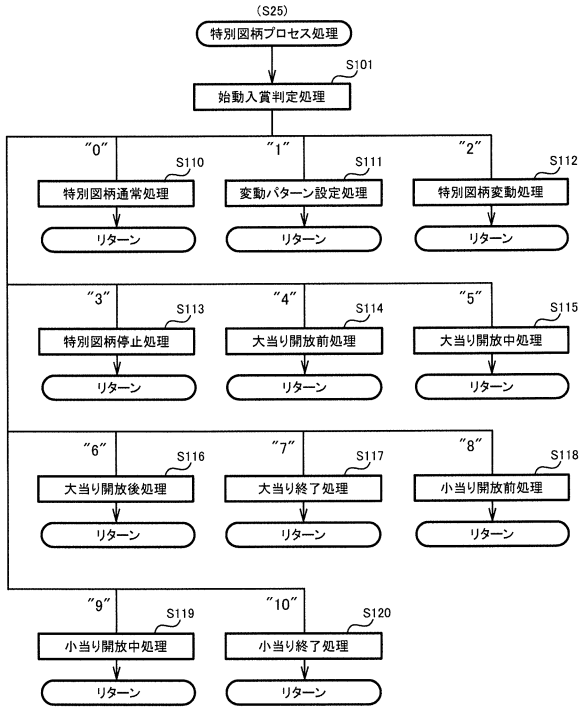 (S25)
特別図柄プロセス処理
S101
始動入賞判定処理
"0" "1" "2"
S110 S111 S112
特別図柄通常処理 変動パターン設定処理 特別図柄変動処理
リターン リターン リターン
"3" "4" "5"
S113 S114 S115
特別図柄停止処理 大当り開放前処理 大当り開放中処理
リターン リターン リターン
"6" "7" "8"
S116 S117 S118
大当り開放後処理 大当り終了処理 小当り開放前処理
リターン リターン リターン
"9" "10"
S119 S120
小当り開放中処理 小当り終了処理
リターン リターン